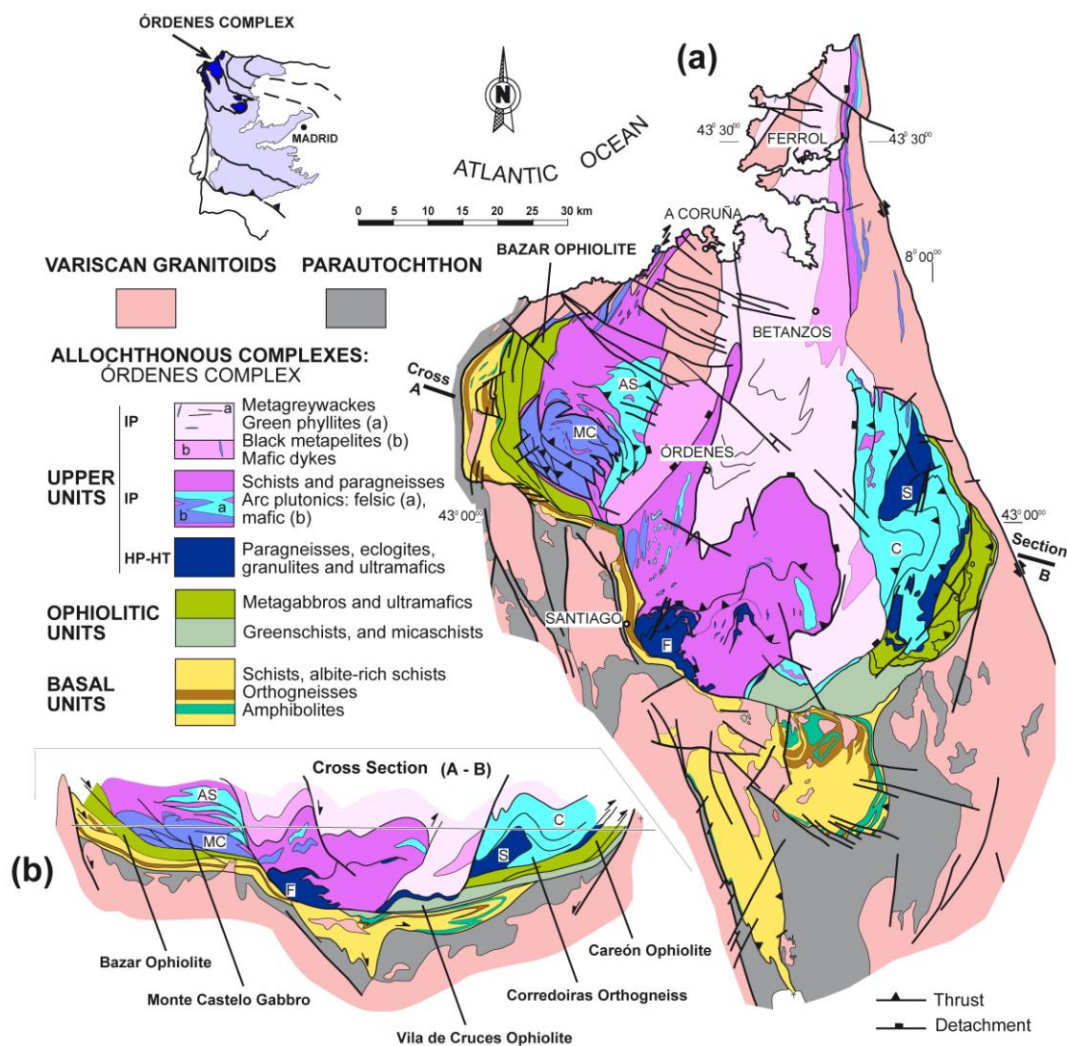 ÓRDENES COMPLEX
MADRID
N
ATLANTIC OCEAN
0 5 10 15 20 25 30 km
(a)
43° 30⁰⁰
FERROL
43° 30⁰⁰
A CORUÑA
BAZAR OPHIOLITE
8° 00⁰⁰
BETANZOS
VARISCAN GRANITOIDS
PARAUTOCHTHON
ALLOCHTHONOUS COMPLEXES:
ÓRDENES COMPLEX
UPPER
UNITS
IP
a
b
Metagreywackes
Green phyllites (a)
Black metapelites (b)
Mafic dykes
IP
b
a
Schists and paragneisses
Arc plutonics: felsic (a),
mafic (b)
HP-HT
Paragneisses, eclogites,
granulites and ultramafics
OPHIOLITIC
UNITS
Metagabbros and ultramafics
Greenschists, and micaschists
BASAL
UNITS
Schists, albite-rich schists
Orthogneisses
Amphibolites
Cross
A
AS
MC
ÓRDENES
S
C
43° 00⁰⁰
43° 00⁰⁰
Section
B
SANTIAGO
F
Cross Section (A - B)
(b)
AS
MC
F
S
C
Bazar Ophiolite
Monte Castelo Gabbro
Vila de Cruces Ophiolite
Corredoiras Orthogneiss
Careón Ophiolite
Thrust
Detachment